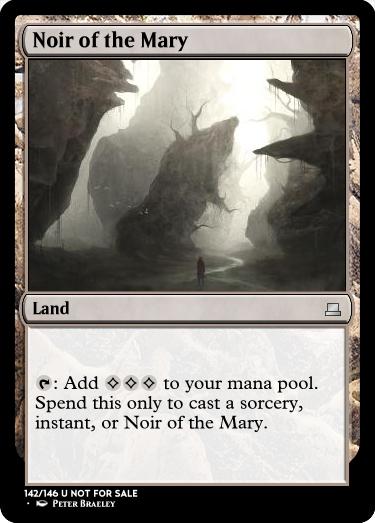 Noir of the Mary
Land
: Add to your mana pool.
Spend this only to cast a sorcery,
instant, or Noir of the Mary.
142/146 U NOT FOR SALE
PETER BRAELEY